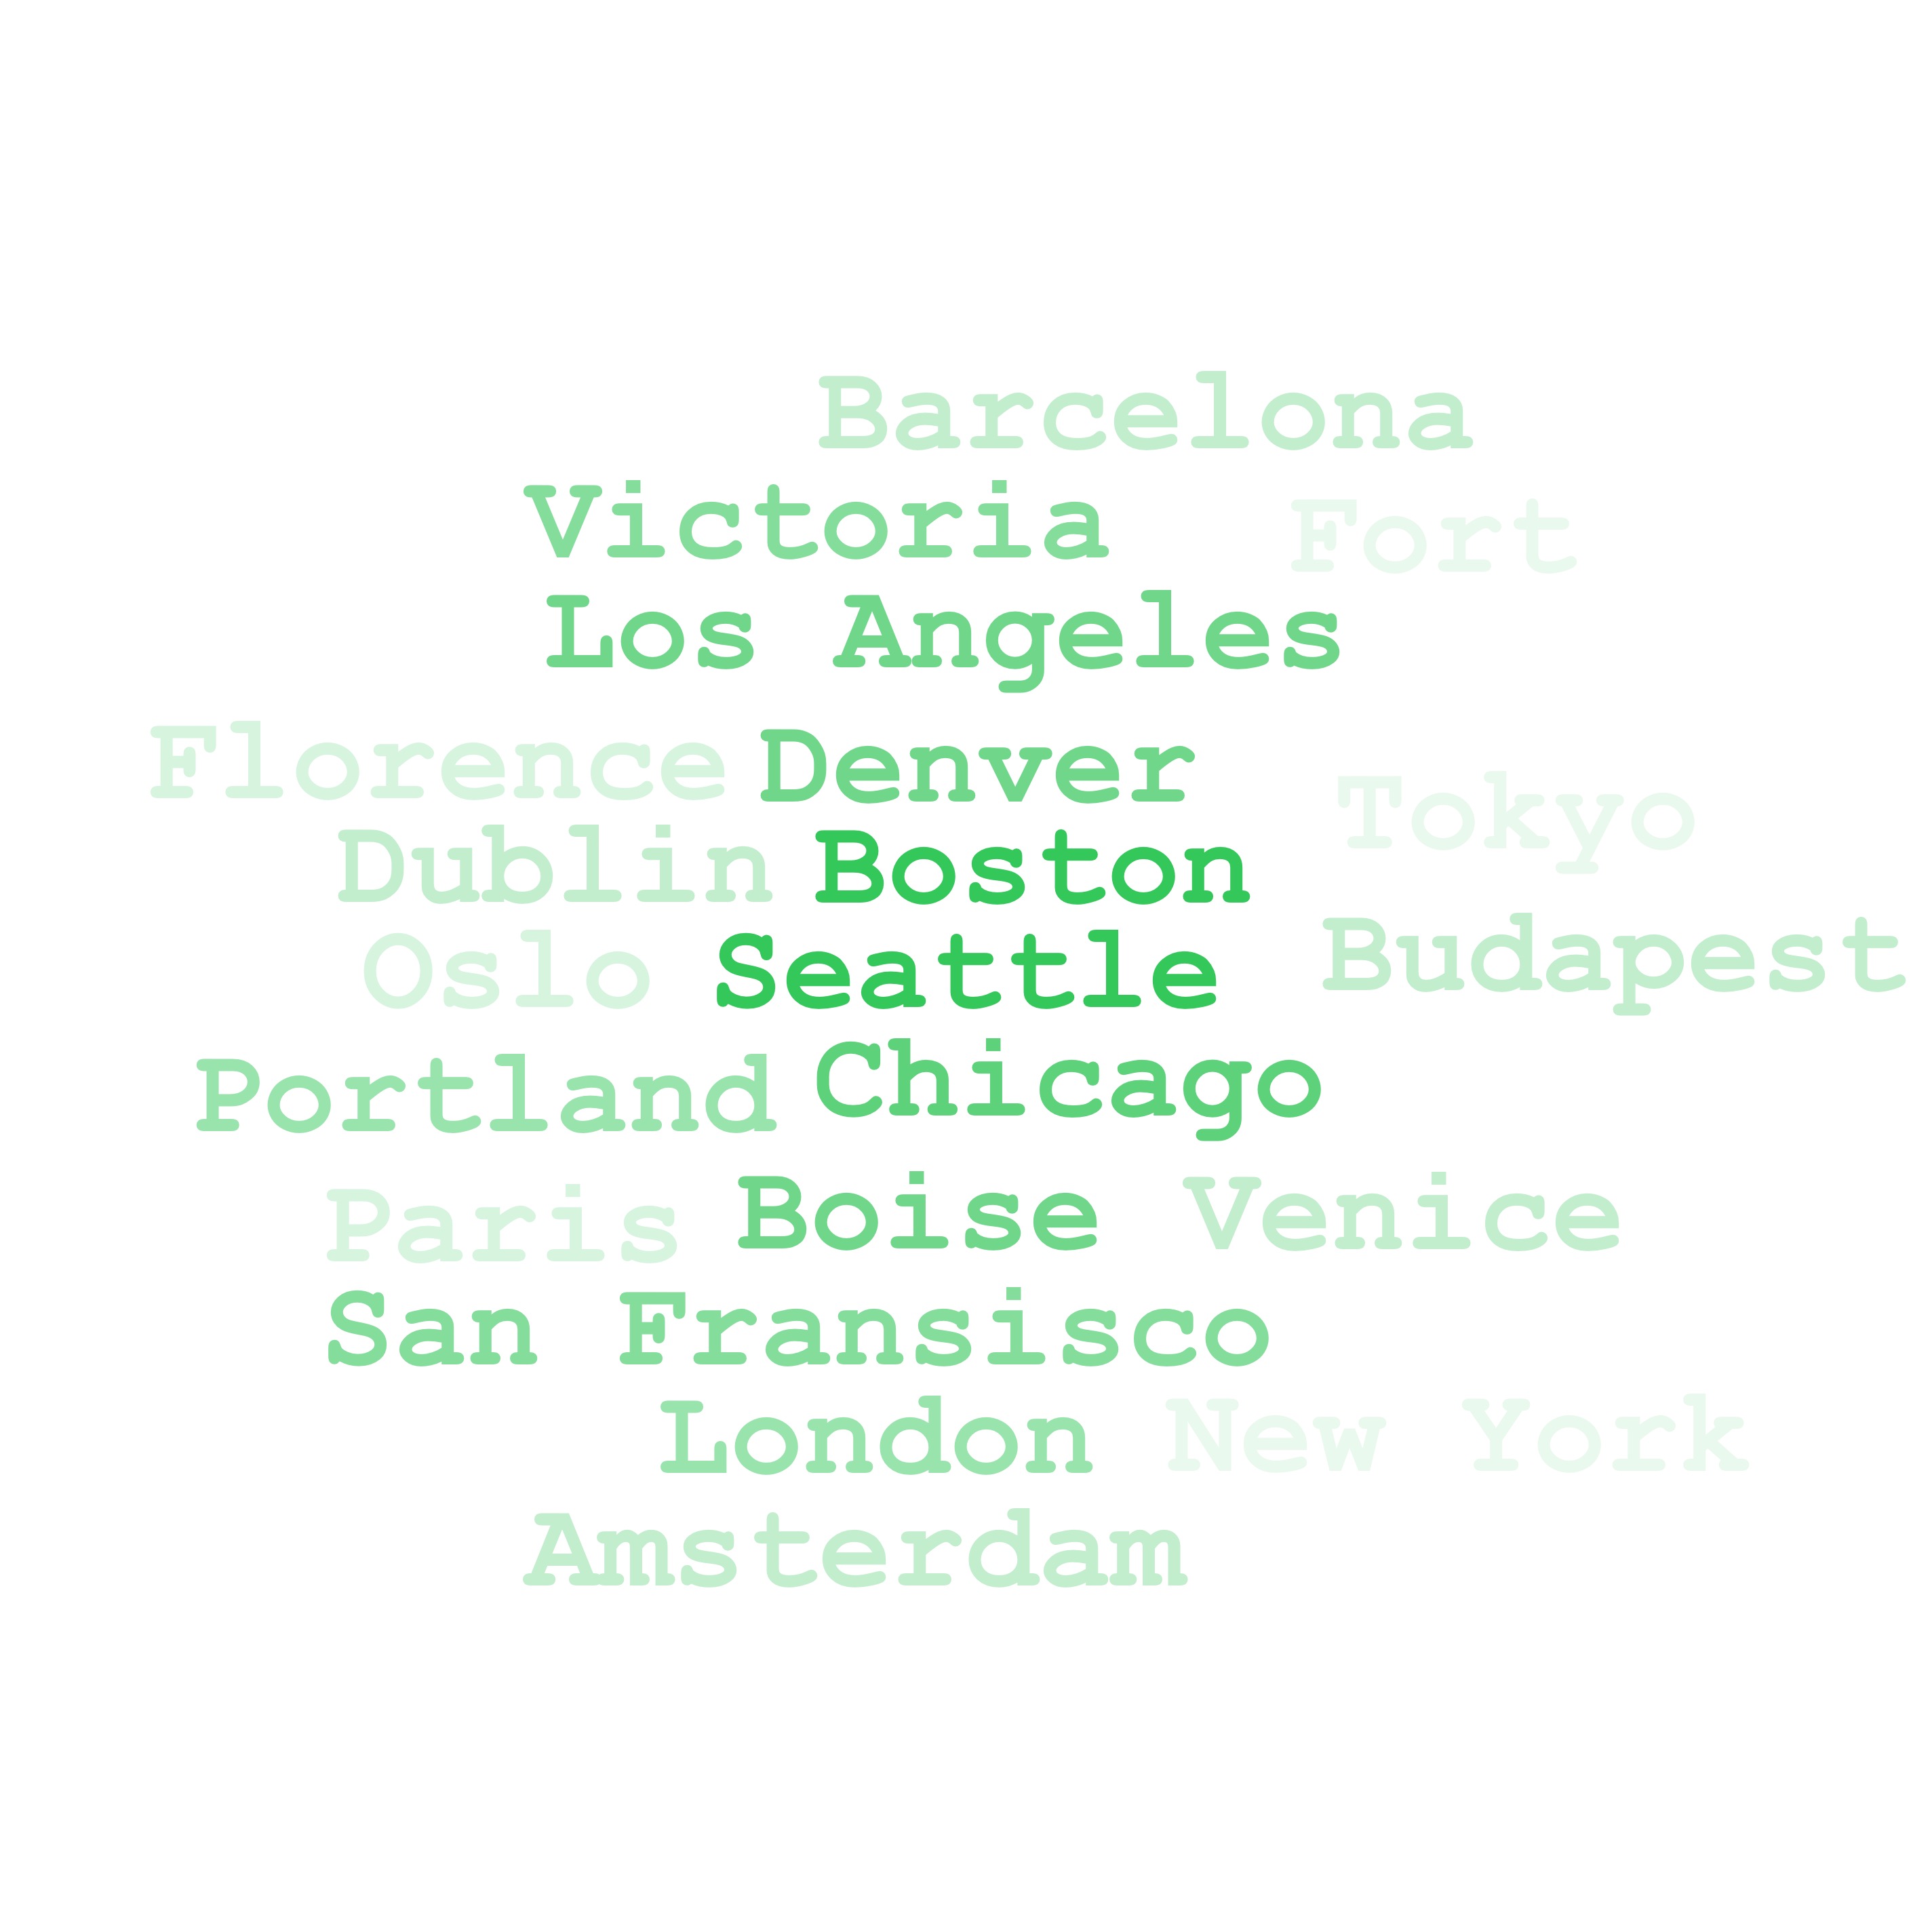 Barcelona
Victoria
Fort
Los Angeles
Florence Denver
Tokyo
Dublin Boston
Oslo Seattle Budapest
Portland Chicago
Paris Boise Venice
San Fransisco
London New York
Amsterdam